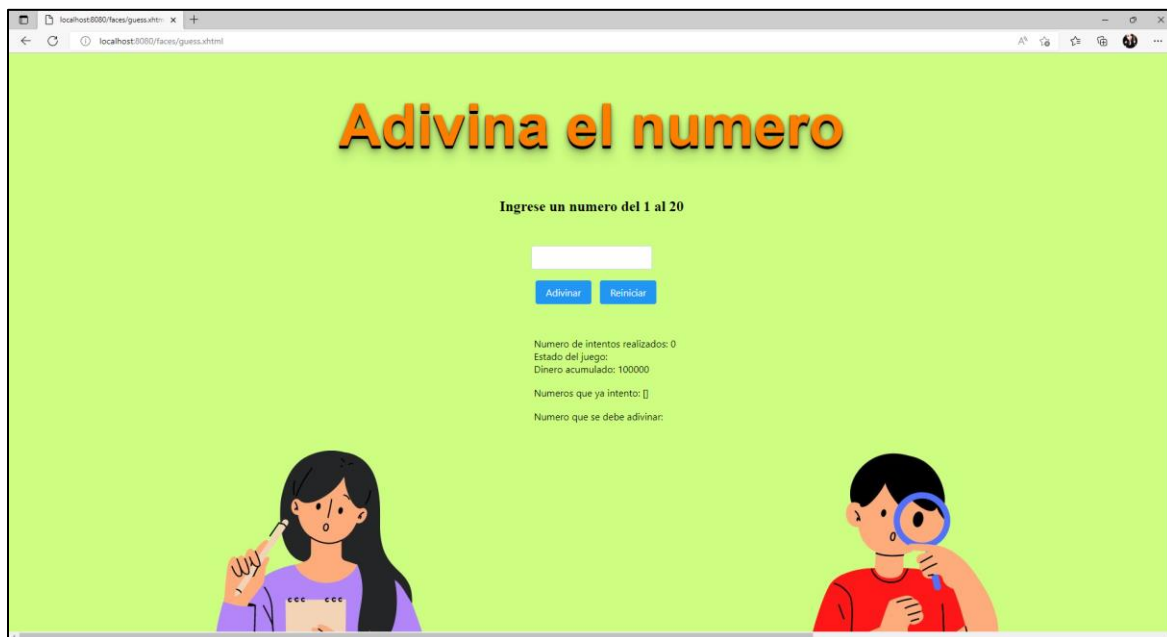 localhost:8080/faces/guess.xhtm
localhost:8080/faces/guess.xhtml
Adivina el numero
Ingrese un numero del 1 al 20
Adivinar Reiniciar
Numero de intentos realizados: 0
Estado del juego:
Dinero acumulado: 100000
Numeros que ya intento: []
Numero que se debe adivinar: